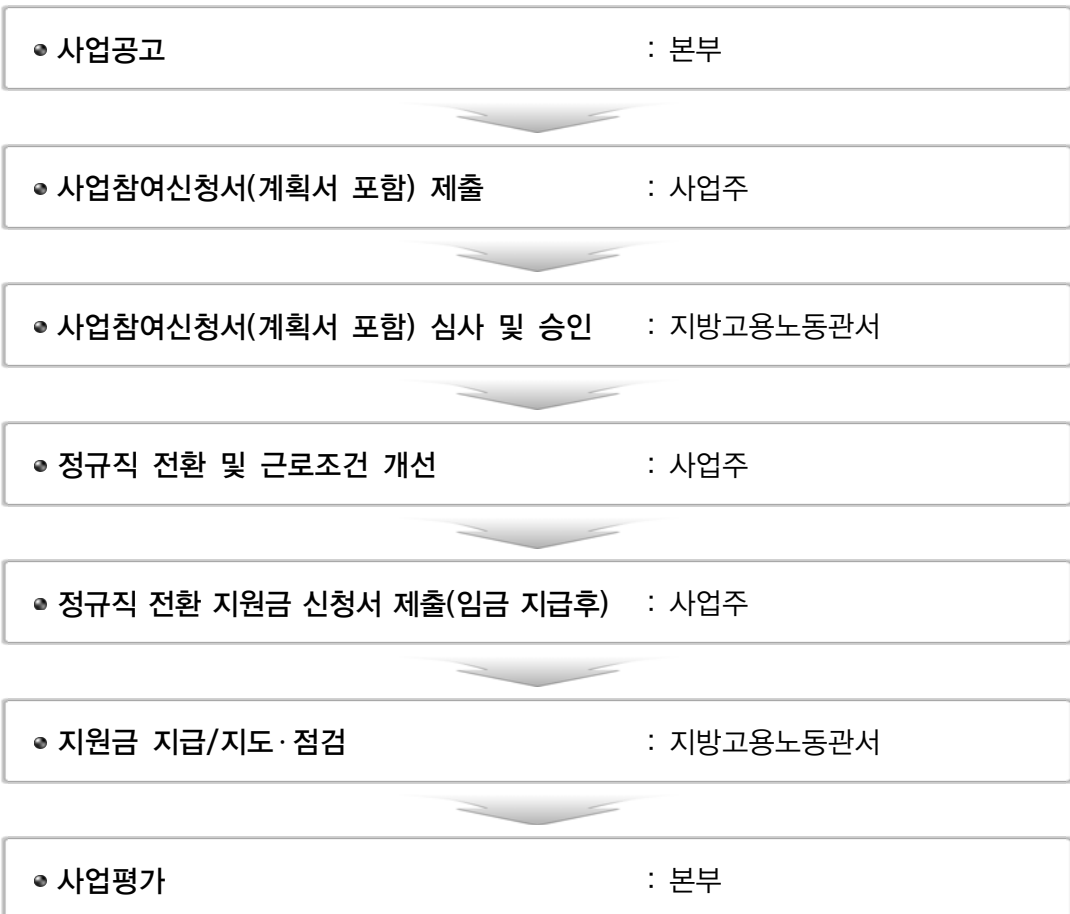 사업공고 : 본부
사업참여신청서(계획서 포함) 제출 : 사업주
사업참여신청서(계획서 포함) 심사 및 승인 : 지방고용노동관서
정규직 전환 및 근로조건 개선 : 사업주
정규직 전환 지원금 신청서 제출(임금 지급후) : 사업주
지원금 지급/지도·점검 : 지방고용노동관서
사업평가 : 본부